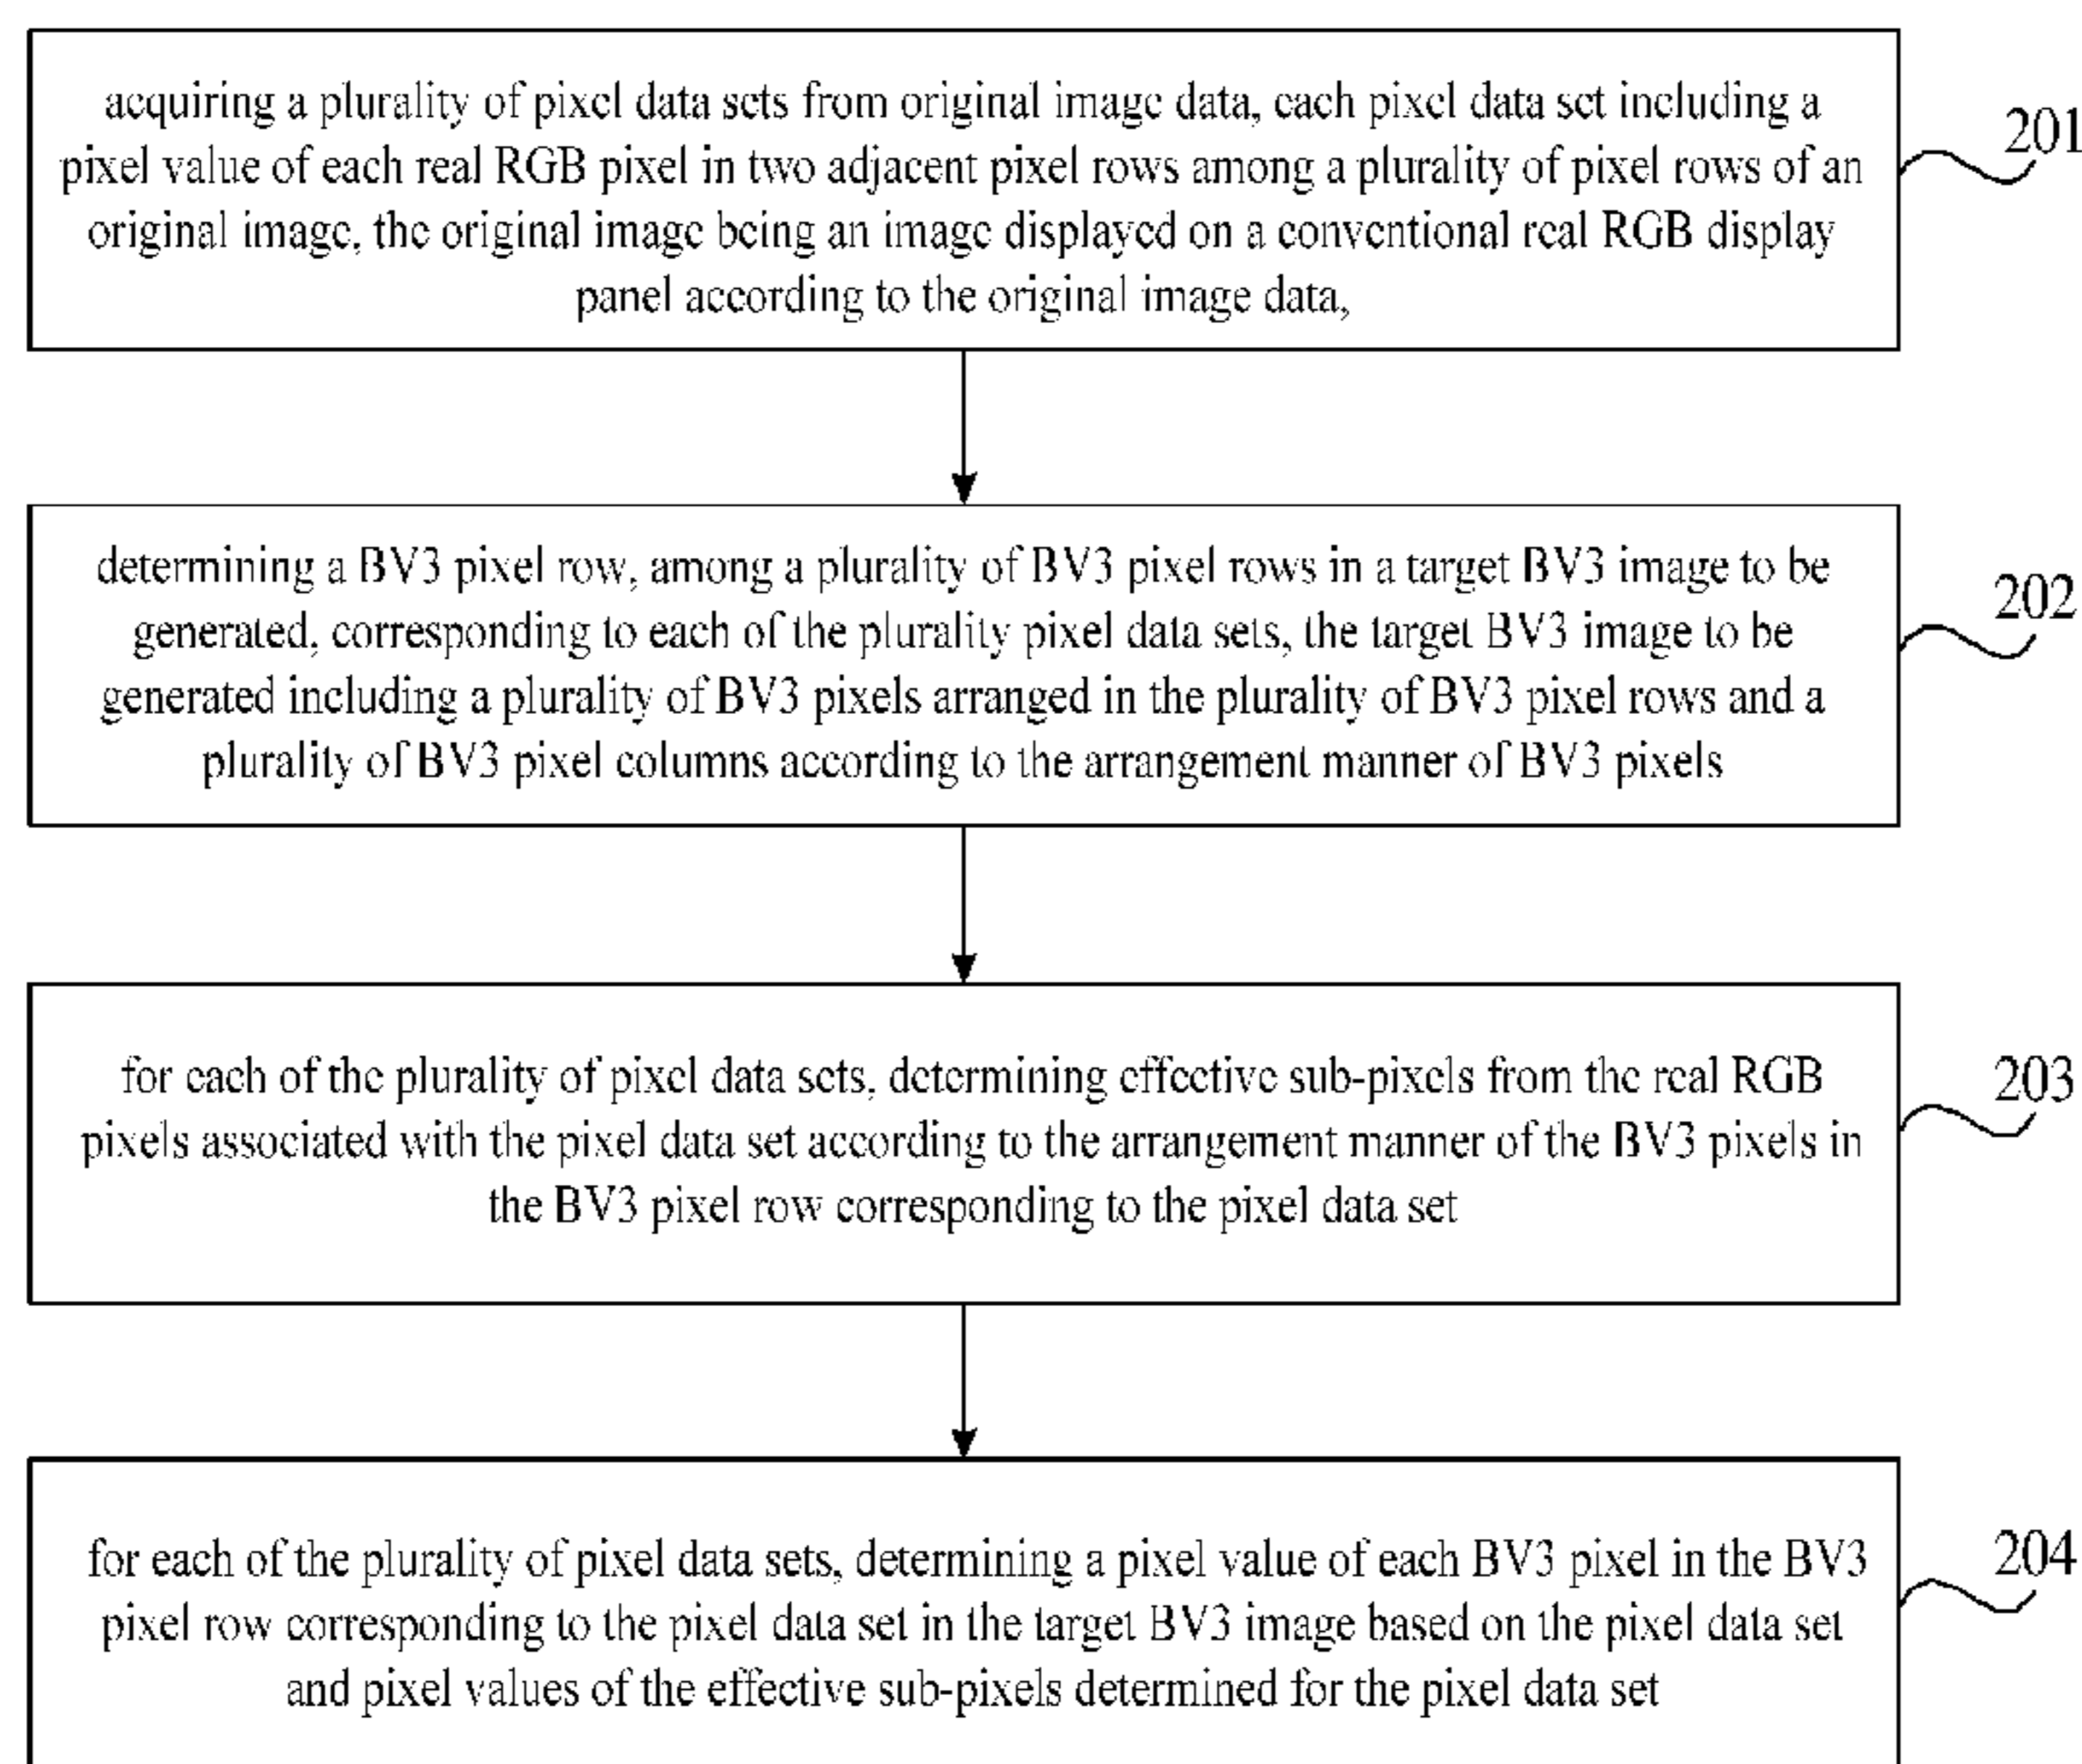 acquiring a plurality of pixel data sets from original image data, each pixel data set including a
pixel value of each real RGB pixel in two adjacent pixel rows among a plurality of pixel rows of an
original image, the original image being an image displayed on a conventional real RGB display
panel according to the original image data,
201
determining a BV3 pixel row, among a plurality of BV3 pixel rows in a target BV3 image to be
generated, corresponding to each of the plurality pixel data sets, the target BV3 image to be
generated including a plurality of BV3 pixels arranged in the plurality of BV3 pixel rows and a
plurality of BV3 pixel columns according to the arrangement manner of BV3 pixels
202
for each of the plurality of pixel data sets, determining effective sub-pixels from the real RGB
pixels associated with the pixel data set according to the arrangement manner of the BV3 pixels in
the BV3 pixel row corresponding to the pixel data set
203
for each of the plurality of pixel data sets, determining a pixel value of each BV3 pixel in the BV3
pixel row corresponding to the pixel data set in the target BV3 image based on the pixel data set
and pixel values of the effective sub-pixels determined for the pixel data set
204